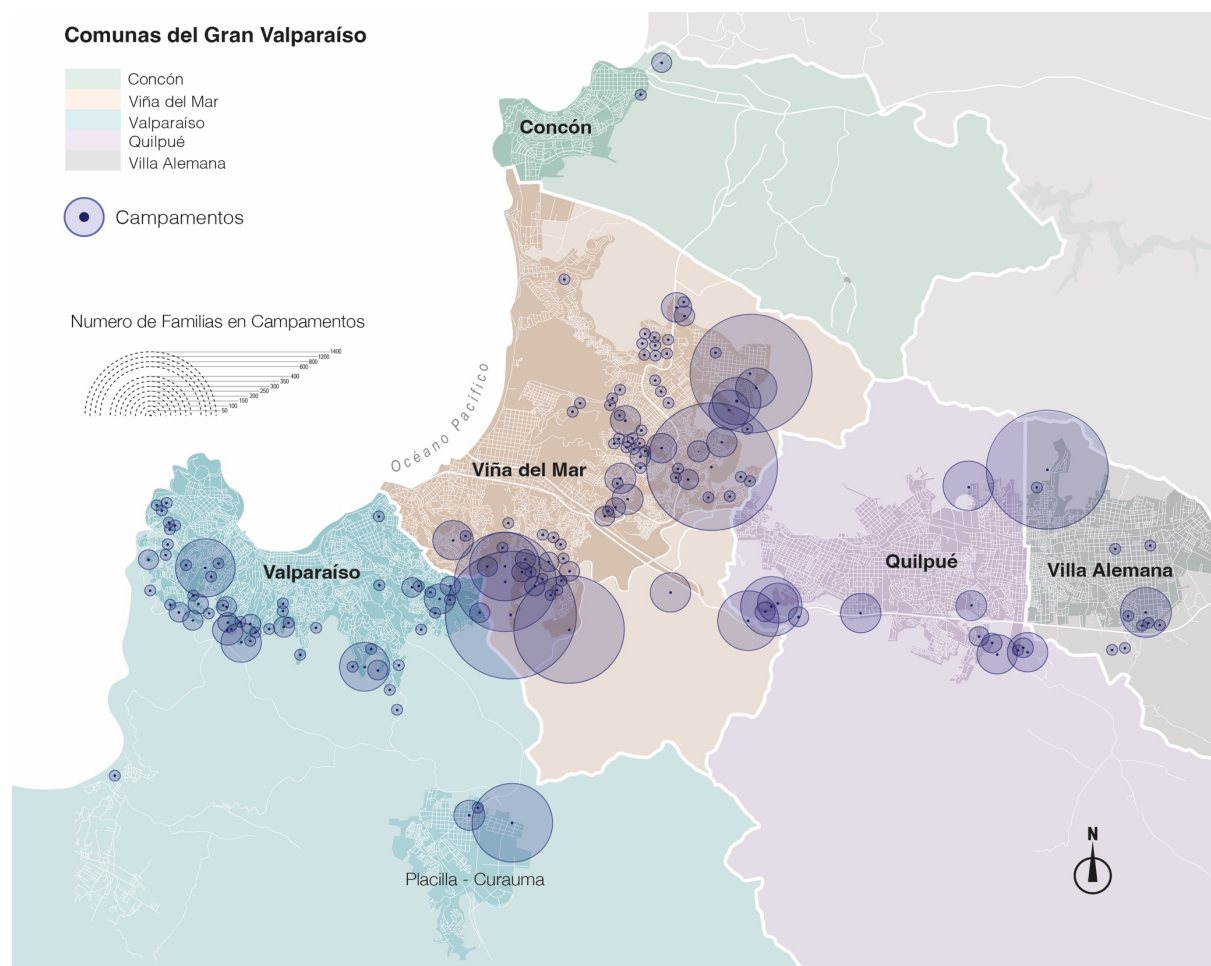 Comunas del Gran Valparaíso
Concón
Viña del Mar
Valparaíso
Quilpué
Villa Alemana
Campamentos
Numero de Familias en Campamentos
1400
1200
800
600
400
350
300
250
200
150
100
50
Concón
Océano Pacífico
Viña del Mar
Valparaíso
Quilpué
Villa Alemana
Placilla - Curauma
N